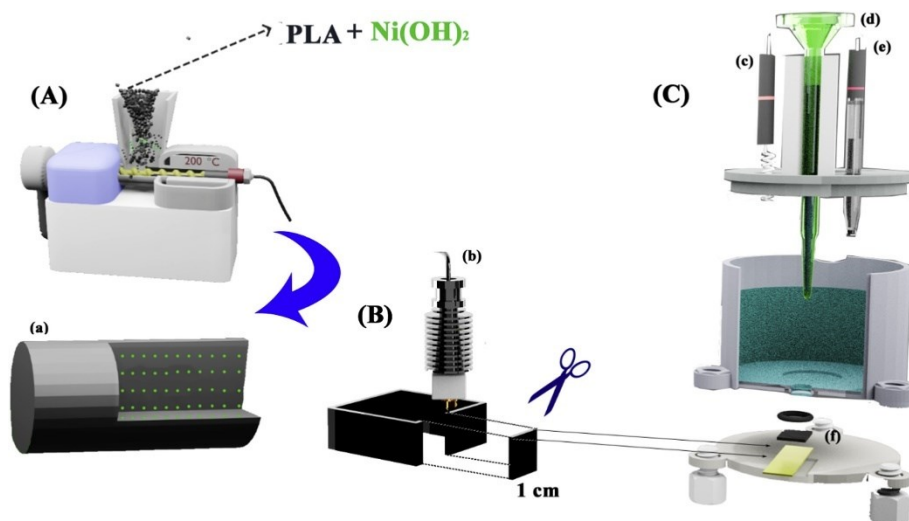 PLA + Ni(OH)₂
(A)
200 °C
(a)
(b)
(B)
1 cm
(C)
(c)
(d)
(e)
(f)